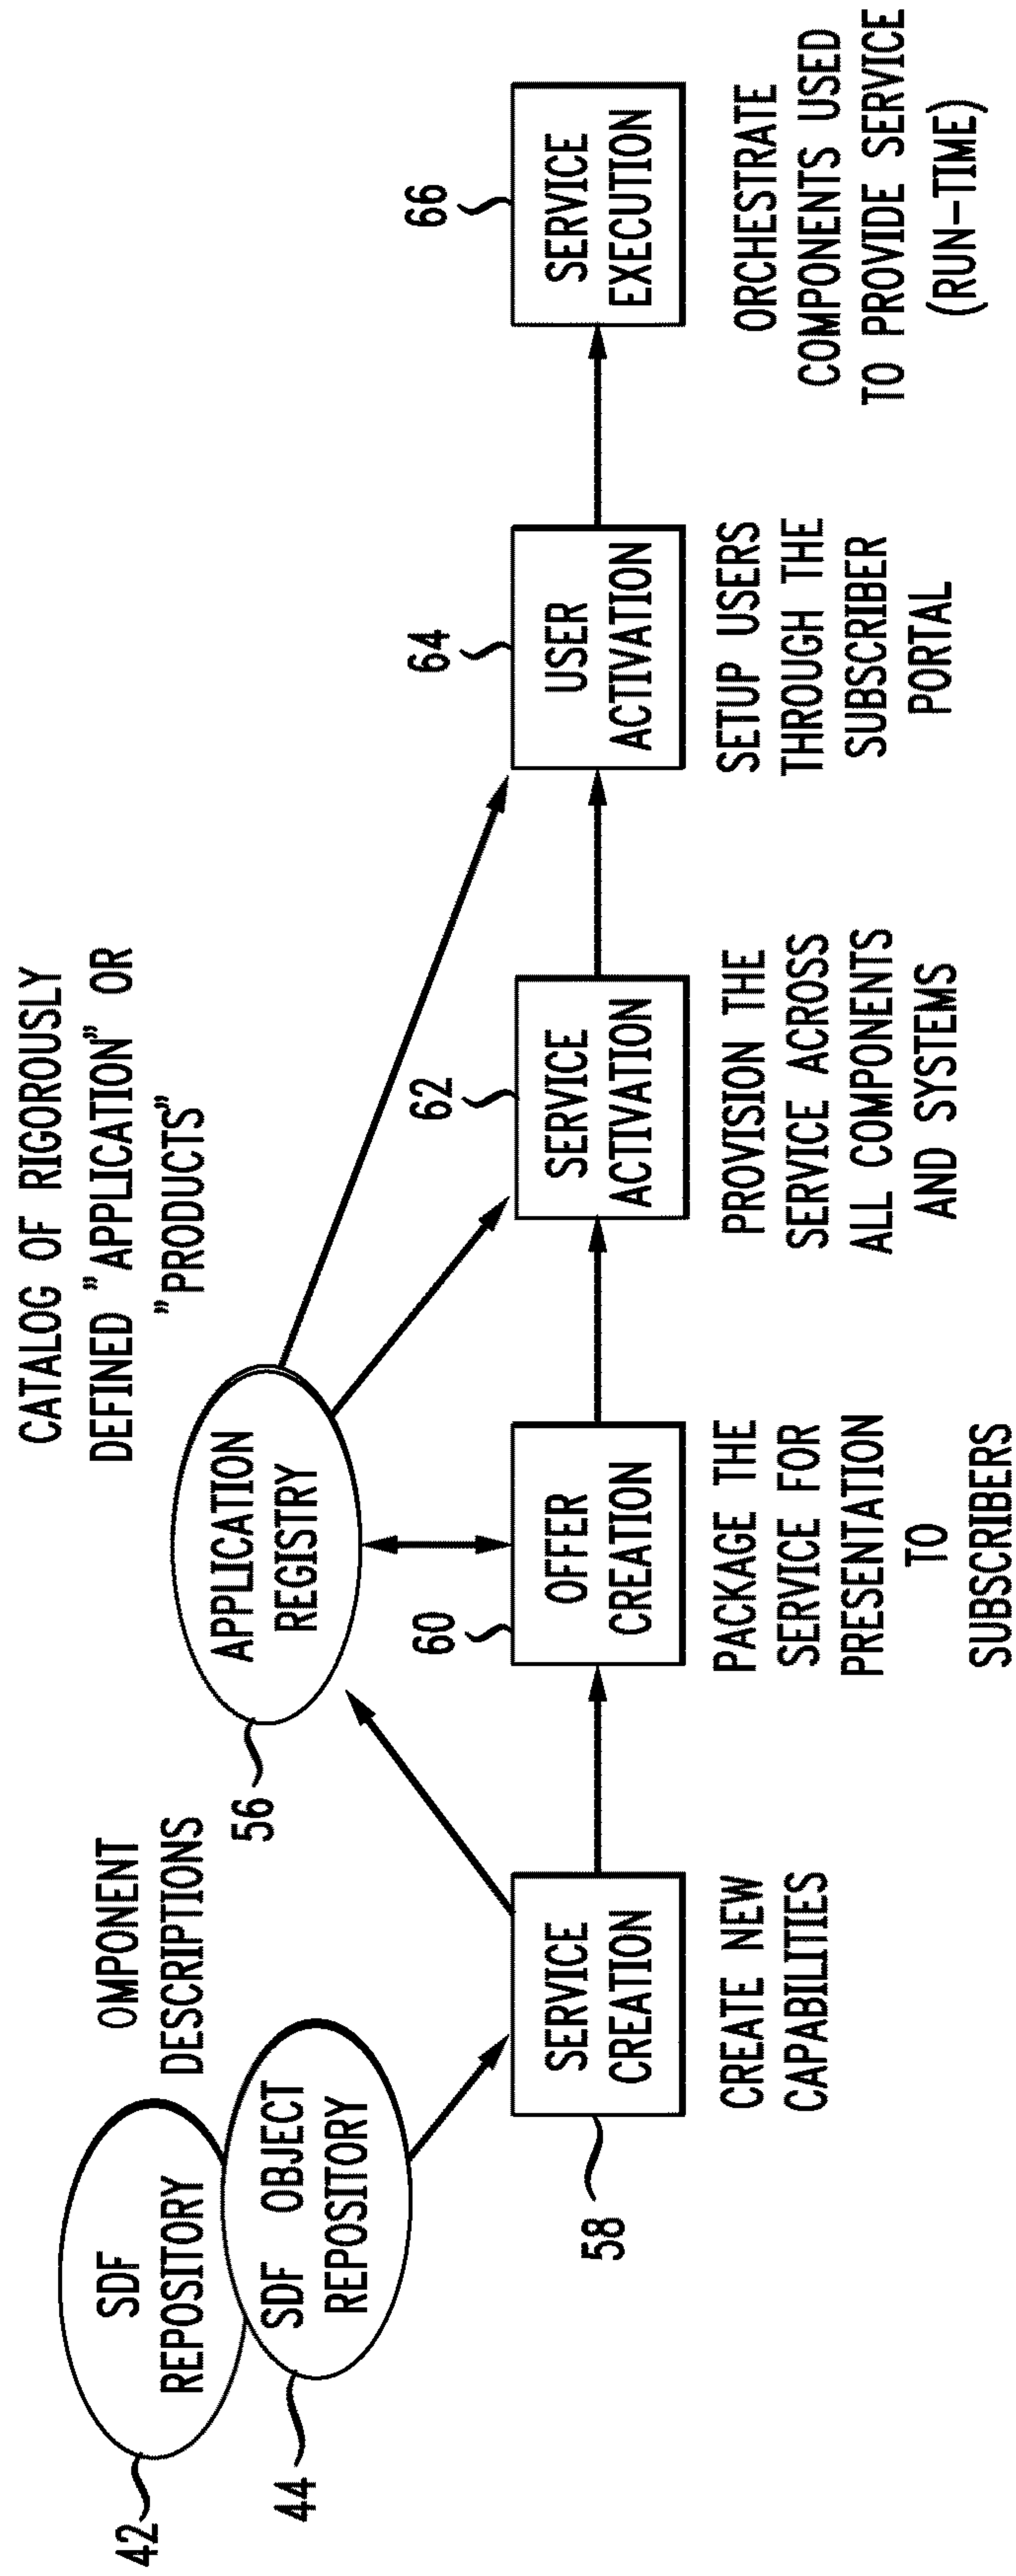 42
SDF
REPOSITORY
44
SDF OBJECT
REPOSITORY
OMPONENT
DESCRIPTIONS
56
APPLICATION
REGISTRY
CATALOG OF RIGOROUSLY
DEFINED "APPLICATION" OR
"PRODUCTS"
58
SERVICE
CREATION
CREATE NEW
CAPABILITIES
60
OFFER
CREATION
PACKAGE THE
SERVICE FOR
PRESENTATION
TO
SUBSCRIBERS
62
SERVICE
ACTIVATION
PROVISION THE
SERVICE ACROSS
ALL COMPONENTS
AND SYSTEMS
64
USER
ACTIVATION
SETUP USERS
THROUGH THE
SUBSCRIBER
PORTAL
66
SERVICE
EXECUTION
ORCHESTRATE
COMPONENTS USED
TO PROVIDE SERVICE
(RUN-TIME)